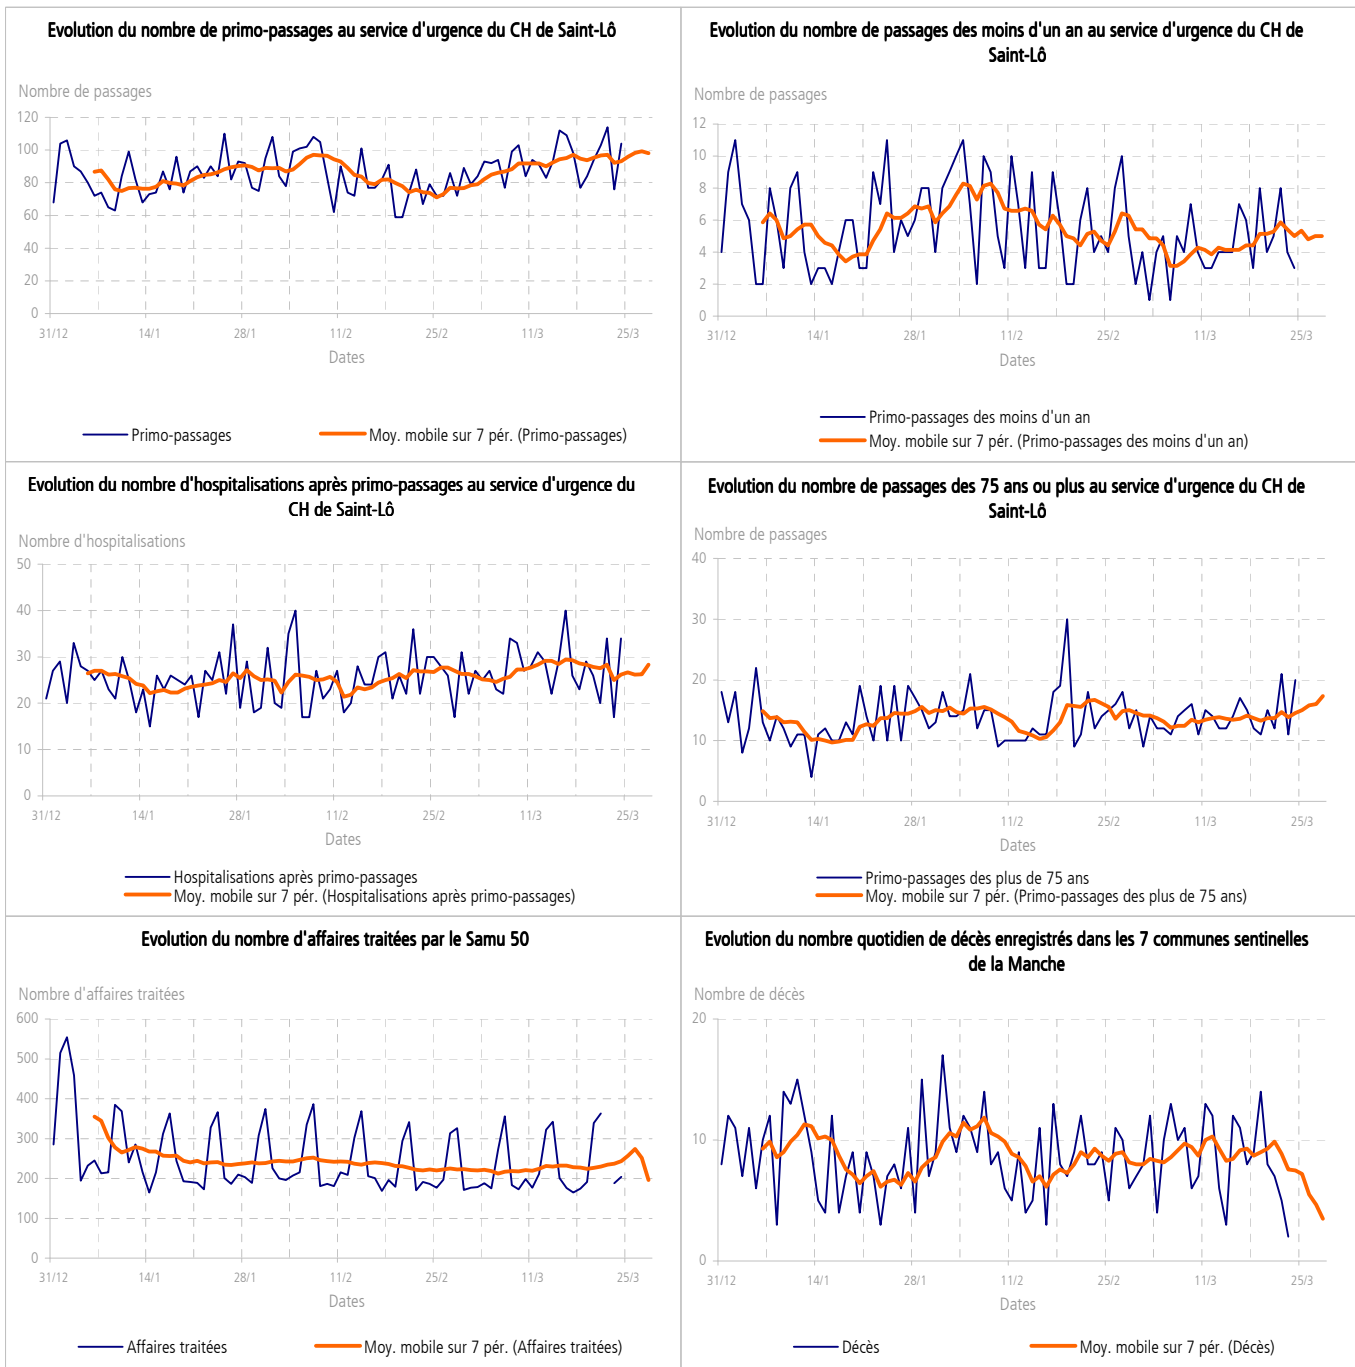 Evolution du nombre de primo-passages au service d'urgence du CH de Saint-Lô
Nombre de passages
120
100
80
60
40
20
0
31/12
14/1
28/1
11/2
25/2
11/3
25/3
Dates
Primo-passages
Moy. mobile sur 7 pér. (Primo-passages)
Evolution du nombre de passages des moins d'un an au service d'urgence du CH de
Saint-Lô
Nombre de passages
12
10
8
6
4
2
0
31/12
14/1
28/1
11/2
25/2
11/3
25/3
Dates
Primo-passages des moins d'un an
Moy. mobile sur 7 pér. (Primo-passages des moins d'un an)
Evolution du nombre d'hospitalisations après primo-passages au service d'urgence du
CH de Saint-Lô
Nombre d'hospitalisations
50
40
30
20
10
0
31/12
14/1
28/1
11/2
25/2
11/3
25/3
Dates
Hospitalisations après primo-passages
Moy. mobile sur 7 pér. (Hospitalisations après primo-passages)
Evolution du nombre de passages des 75 ans ou plus au service d'urgence du CH de
Saint-Lô
Nombre de passages
40
30
20
10
0
31/12
14/1
28/1
11/2
25/2
11/3
25/3
Dates
Primo-passages des plus de 75 ans
Moy. mobile sur 7 pér. (Primo-passages des plus de 75 ans)
Evolution du nombre d'affaires traitées par le Samu 50
Nombre d'affaires traitées
600
500
400
300
200
100
0
31/12
14/1
28/1
11/2
25/2
11/3
25/3
Dates
Affaires traitées
Moy. mobile sur 7 pér. (Affaires traitées)
Evolution du nombre quotidien de décès enregistrés dans les 7 communes sentinelles
de la Manche
Nombre de décès
20
10
0
31/12
14/1
28/1
11/2
25/2
11/3
25/3
Dates
Décès
Moy. mobile sur 7 pér. (Décès)